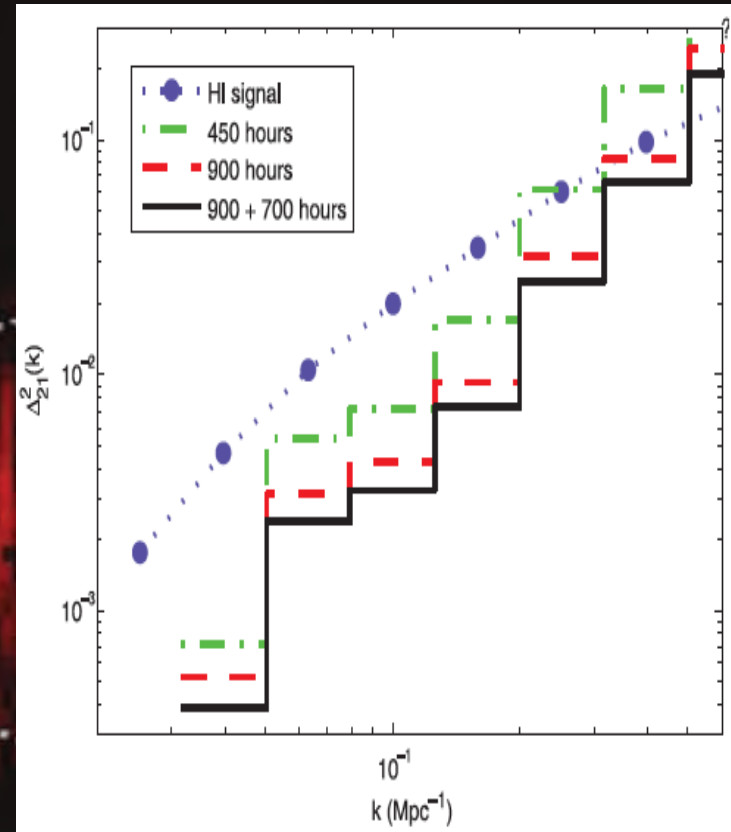 HI signal
450 hours
900 hours
900 + 700 hours
10⁻¹
10⁻²
10⁻³
Δ²₂₁(k)
10⁻¹
k (Mpc⁻¹)